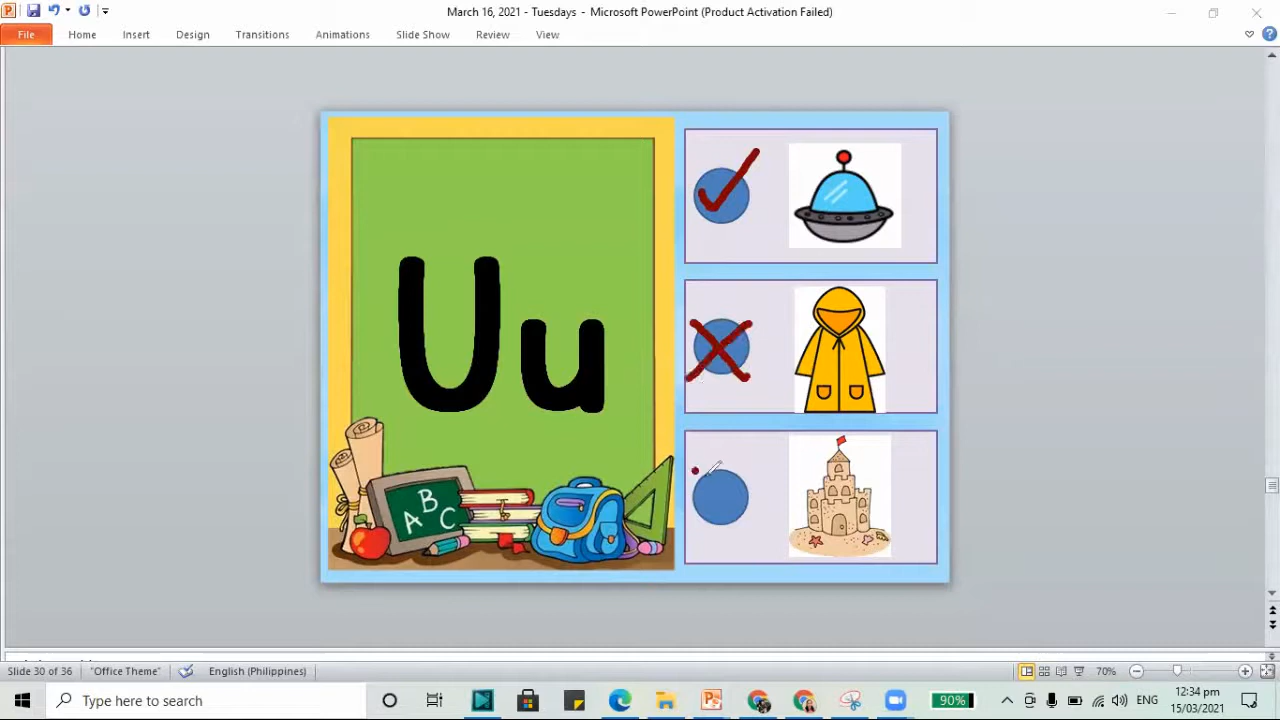 March 16, 2021 - Tuesdays - Microsoft PowerPoint (Product Activation Failed)
File Home Insert Design Transitions Animations Slide Show Review View
Uu
A B C
Slide 30 of 36 "Office Theme" English (Philippines) 70%
Type here to search 90% ENG 12:34 pm
15/03/2021